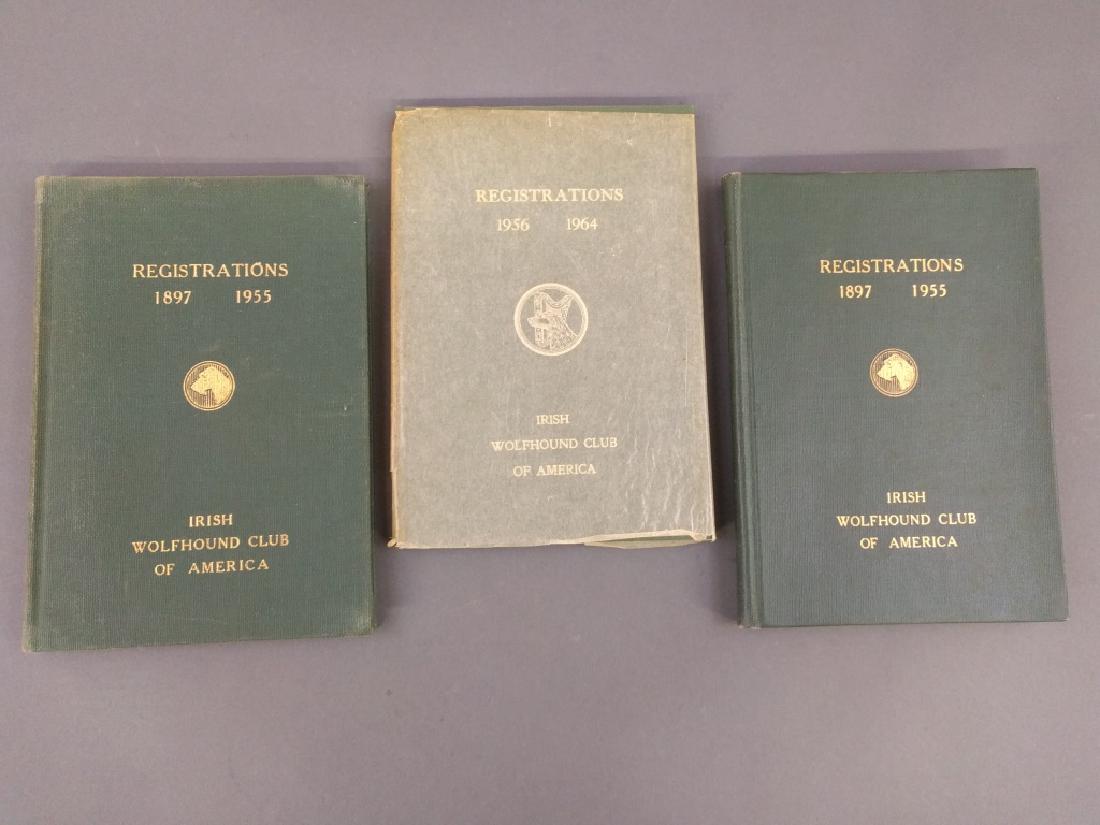 REGISTRATIONS
1897 1955
IRISH
WOLFHOUND CLUB
OF AMERICA
REGISTRATIONS
1956 1964
IRISH
WOLFHOUND CLUB
OF AMERICA
REGISTRATIONS
1897 1955
IRISH
WOLFHOUND CLUB
OF AMERICA